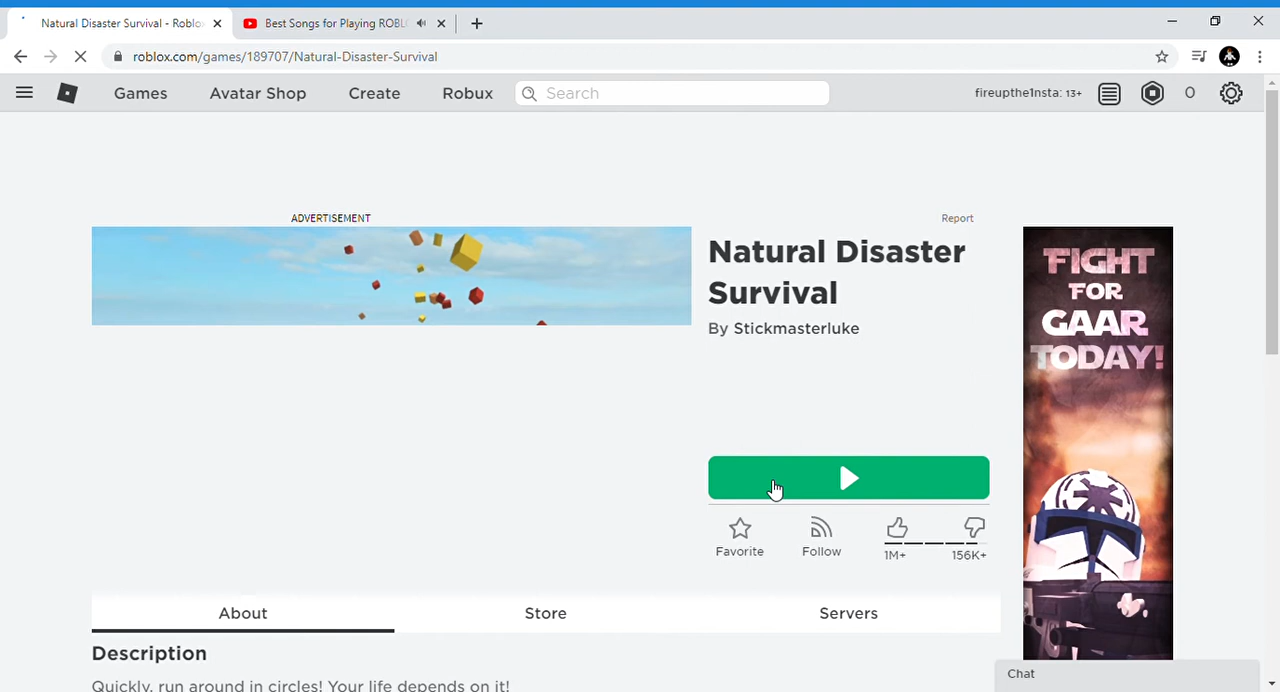 Natural Disaster Survival - Roblo
Best Songs for Playing ROBL
roblox.com/games/189707/Natural-Disaster-Survival
Games Avatar Shop Create Robux Search fireupthe1nsta: 13+ 0
ADVERTISEMENT
Report
Natural Disaster
Survival
By Stickmasterluke
Favorite Follow 1M+ 156K+
FIGHT
FOR
GAAR
TODAY!
About Store Servers
Description
Quickly, run around in circles! Your life depends on it!
Chat